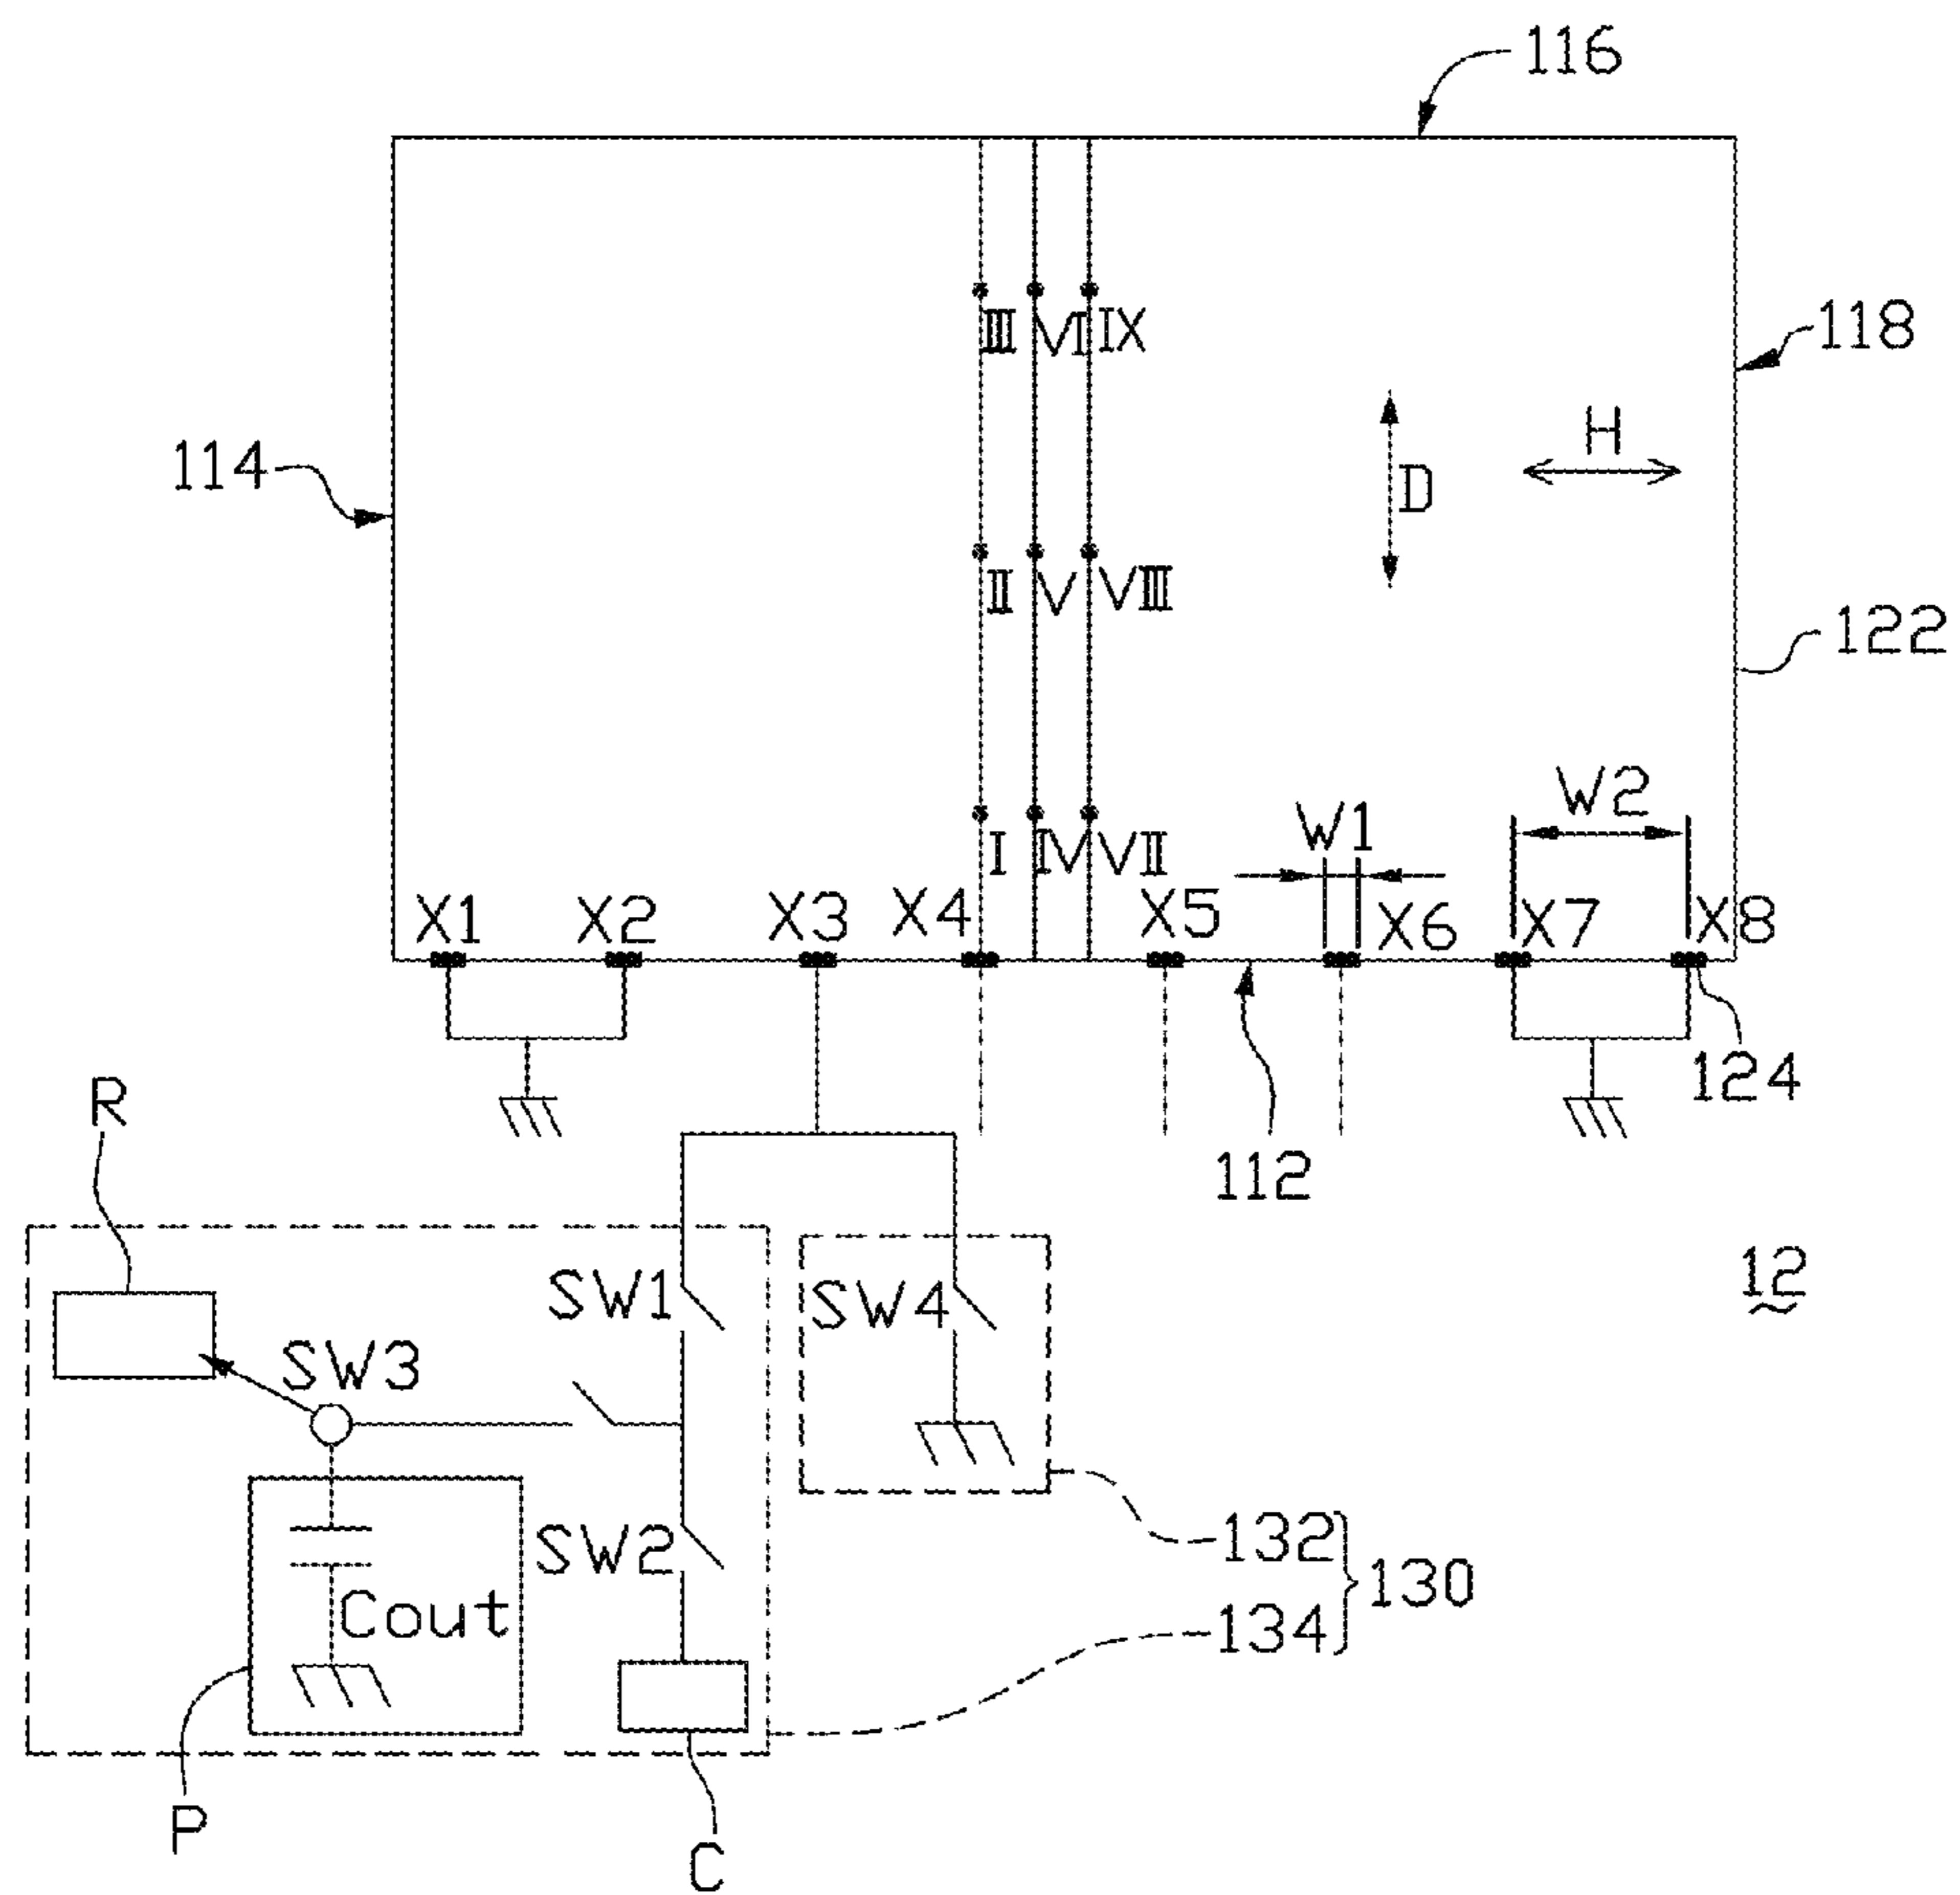 116
III VI IX
118
H
114
D
II V VIII
122
W2
W1
I IV VII
X1 X2 X3 X4 X5 X6 X7 X8
124
R
112
12
SW1
SW4
SW3
SW2
132
130
Cout
134
P
C